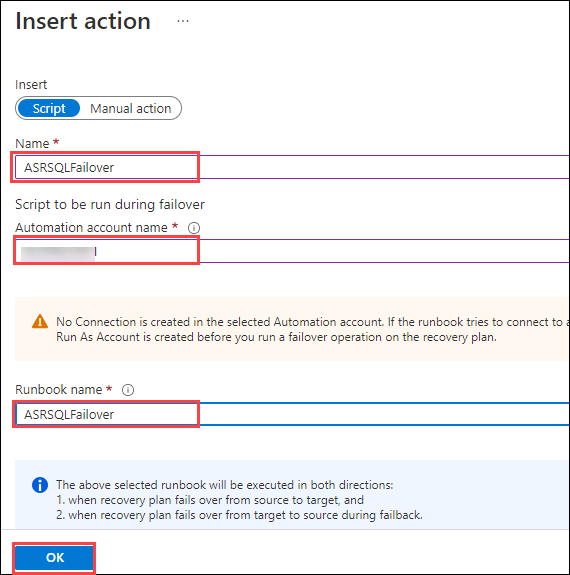 Insert action ...
Insert
Script Manual action
Name *
ASRSQLFailover
Script to be run during failover
Automation account name *
No Connection is created in the selected Automation account. If the runbook tries to connect to a
Run As Account is created before you run a failover operation on the recovery plan.
Runbook name *
ASRSQLFailover
The above selected runbook will be executed in both directions:
1. when recovery plan fails over from source to target, and
2. when recovery plan fails over from target to source during failback.
OK